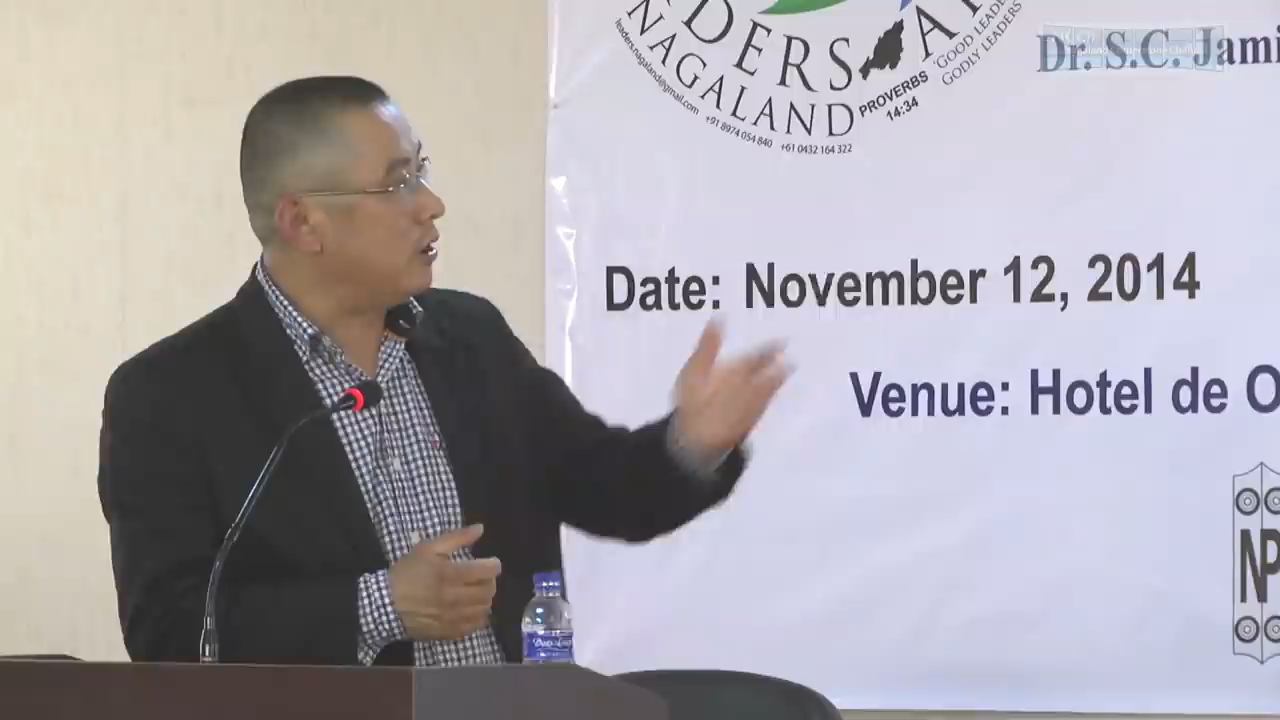 DERS A
NAGALAND
leaders.nagaland@gmail.com +91 8974 054 840 +61 0432 164 322
PROVERBS
14:34
'GOOD LEADE
GODLY LEADERS
Dr. S.C. Jami
Date: November 12, 2014
Venue: Hotel de O
NP